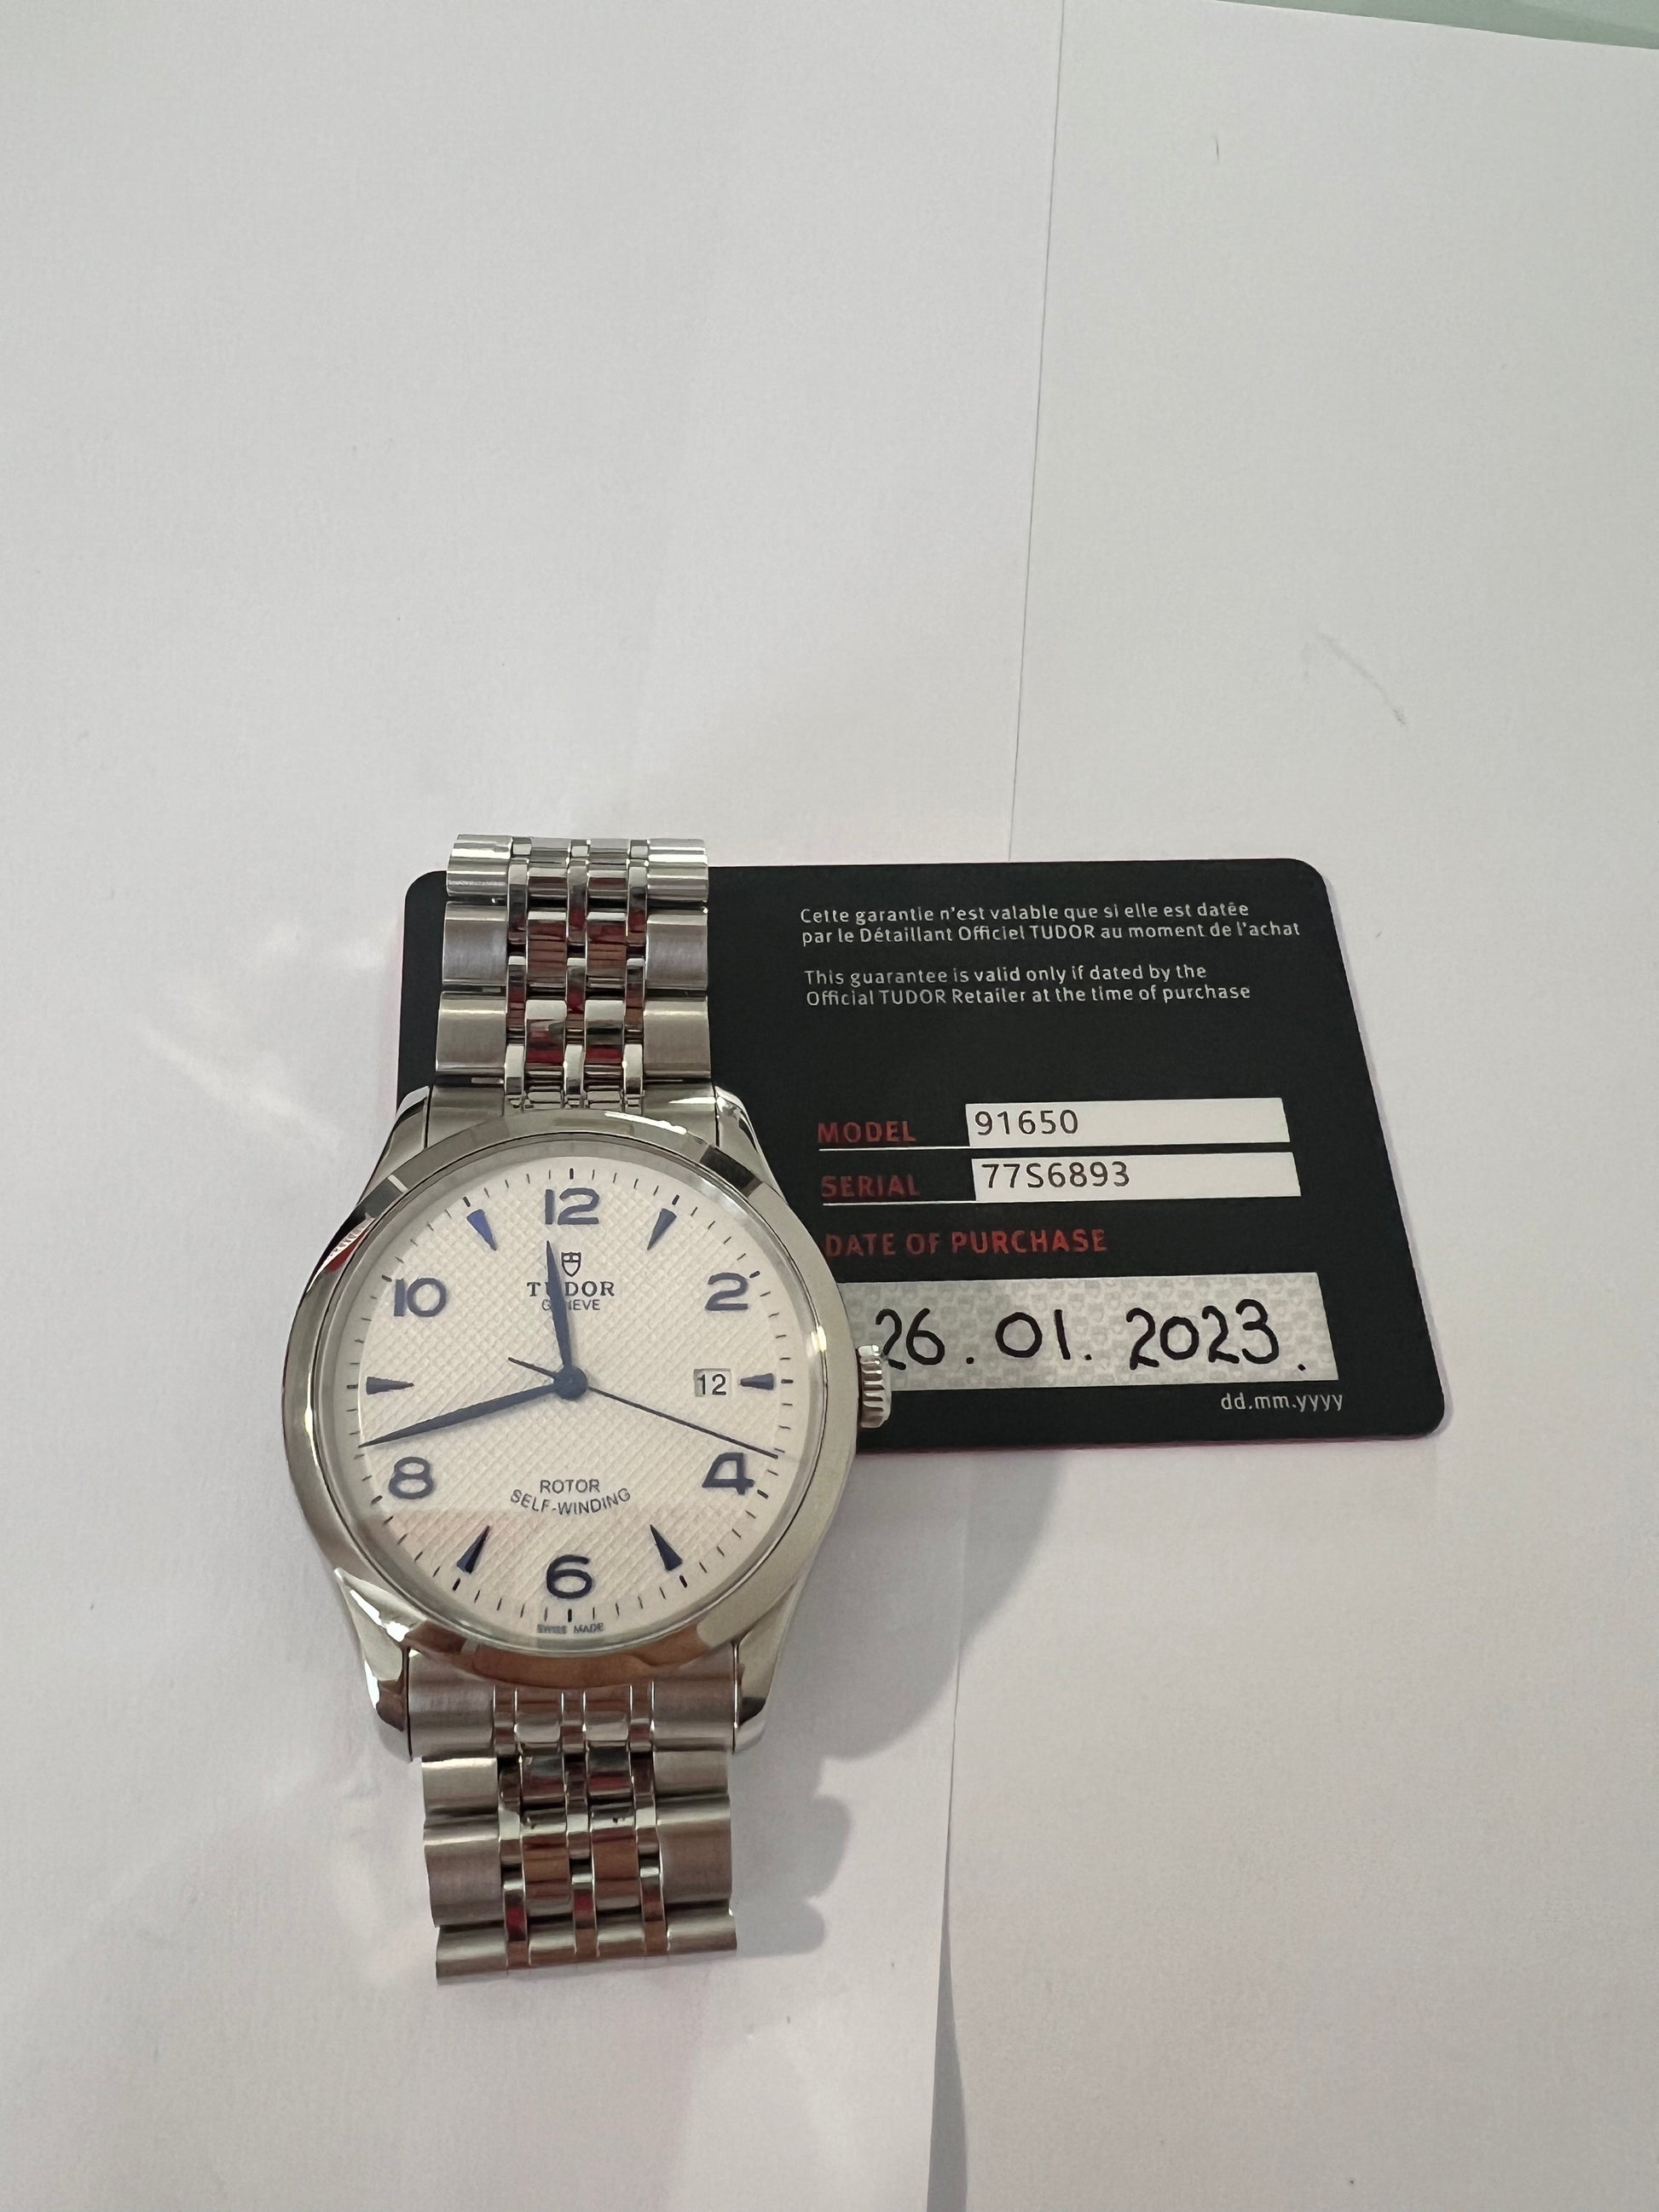 Cette garantie n'est valable que si elle est datée
par le Détaillant Officiel TUDOR au moment de l'achat
This guarantee is valid only if dated by the
Official TUDOR Retailer at the time of purchase
MODEL 91650
SERIAL 77S6893
DATE OF PURCHASE
26.01.2023.
dd.mm.yyyy
12
10
2
TUDOR
GENEVE
12
8
4
ROTOR
SELF-WINDING
6
SWISS MADE